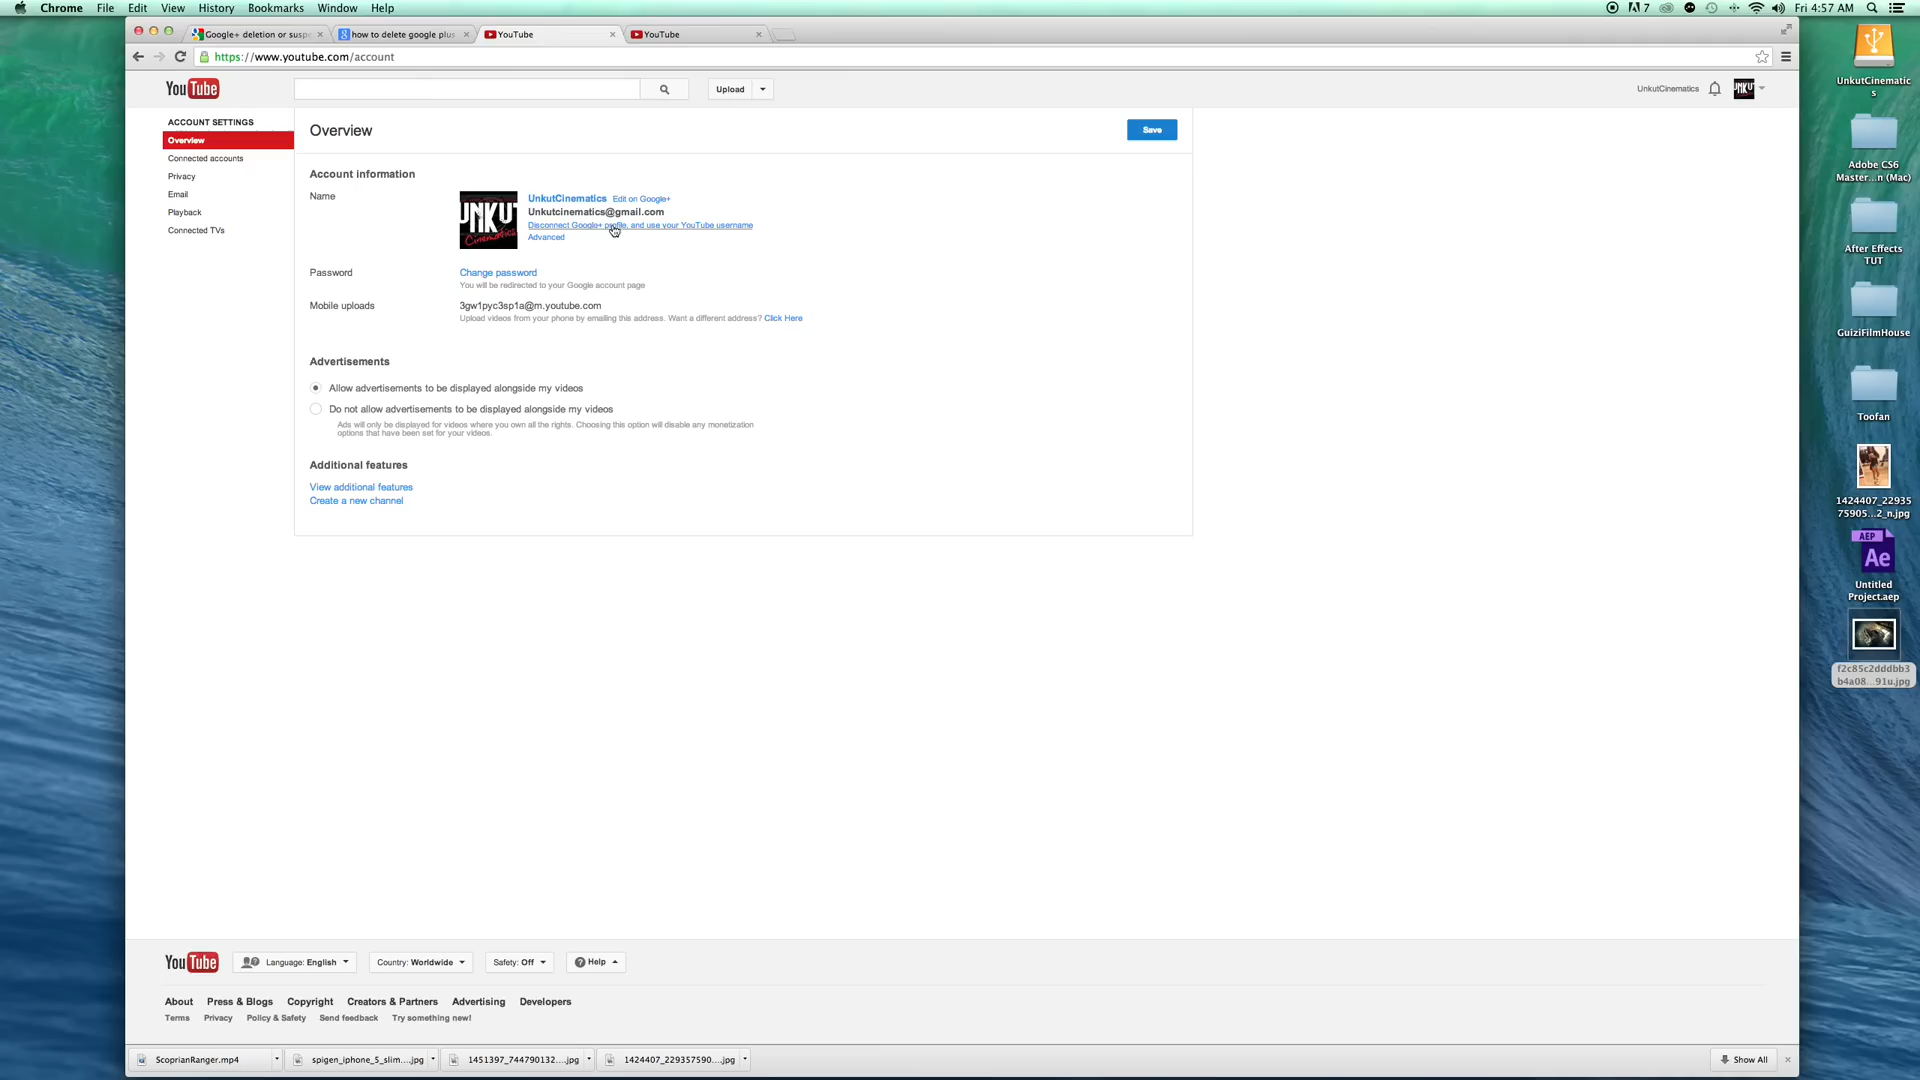 Chrome File Edit View History Bookmarks Window Help
7 Fri 4:57 AM
Google+ deletion or susp
how to delete google plus
YouTube
YouTube
https://www.youtube.com/account
YouTube
Upload
UnkutCinematics
ACCOUNT SETTINGS
Overview
Connected accounts
Privacy
Email
Playback
Connected TVs
Overview
Save
Account information
Name
UNKUT
Cinematics
UnkutCinematics Edit on Google+
Unkutcinematics@gmail.com
Disconnect Google+ profile, and use your YouTube username
Advanced
Password
Change password
You will be redirected to your Google account page
Mobile uploads
3gw1pyc3sp1a@m.youtube.com
Upload videos from your phone by emailing this address. Want a different address? Click Here
Advertisements
Allow advertisements to be displayed alongside my videos
Do not allow advertisements to be displayed alongside my videos
Ads will only be displayed for videos where you own all the rights. Choosing this option will disable any monetization
options that have been set for your videos.
Additional features
View additional features
Create a new channel
YouTube
Language: English
Country: Worldwide
Safety: Off
Help
About Press & Blogs Copyright Creators & Partners Advertising Developers
Terms Privacy Policy & Safety Send feedback Try something new!
ScoprianRanger.mp4
spigen_iphone_5_slim....jpg
1451397_744790132...jpg
1424407_229357590....jpg
Show All
UnkutCinematic
s
Adobe CS6
Master...n (Mac)
After Effects
TUT
GuiziFilmHouse
Toofan
1424407_22935
75905...2_n.jpg
AEP
Ae
Untitled
Project.aep
f2c85c2dddbb3
b4a08...91u.jpg